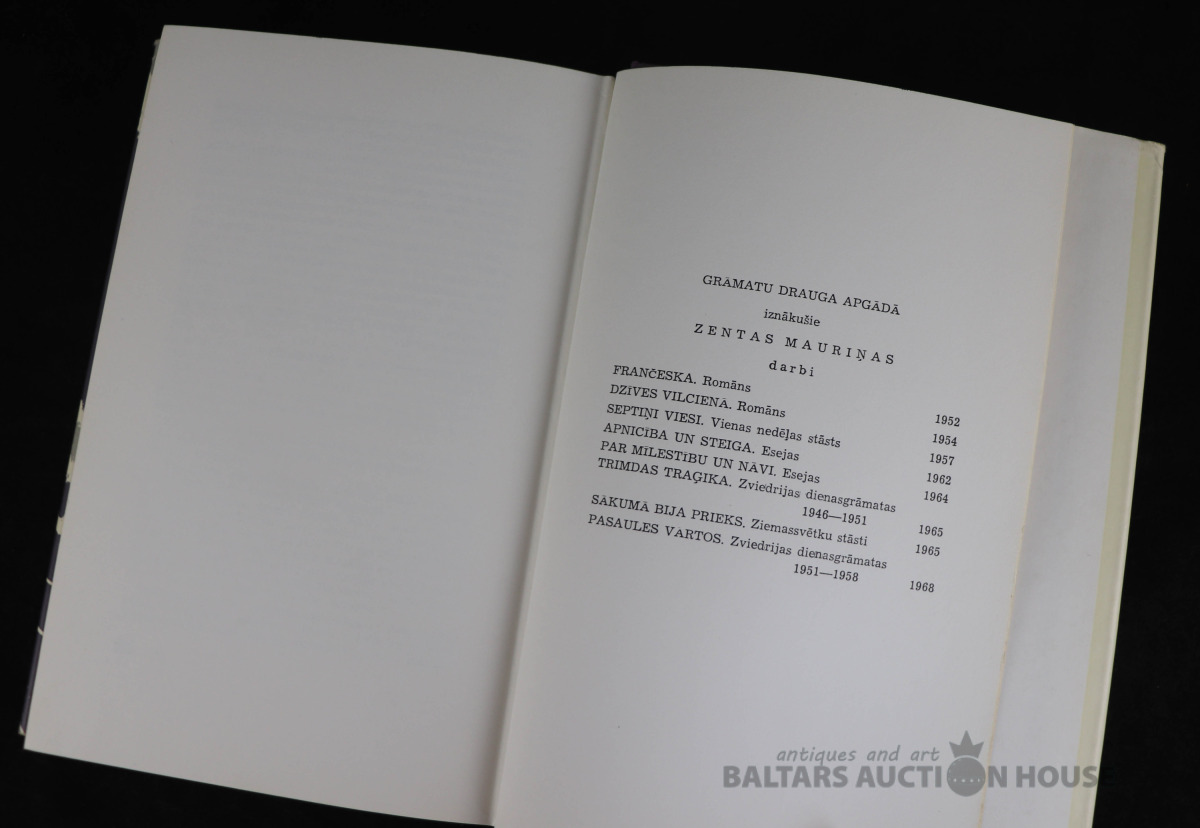 GRĀMATU DRAUGA APGĀDĀ
iznākušie
ZENTAS MAURIŅAS
darbi
FRANČESKA. Romāns 1952
DZĪVES VILCIENĀ. Romāns 1954
SEPTIŅI VIESI. Vienas nedēļas stāsts 1957
APNICĪBA UN STEIGA. Esejas 1962
PAR MĪLESTĪBU UN NĀVI. Esejas 1964
TRIMDAS TRAĢIKA. Zviedrijas dienasgrāmatas
1946—1951 1965
SĀKUMĀ BIJA PRIEKS. Ziemassvētku stāsti 1965
PASAULES VĀRTOS. Zviedrijas dienasgrāmatas
1951—1958 1968
antiques and art
BALTARS AUCTION HOUSE